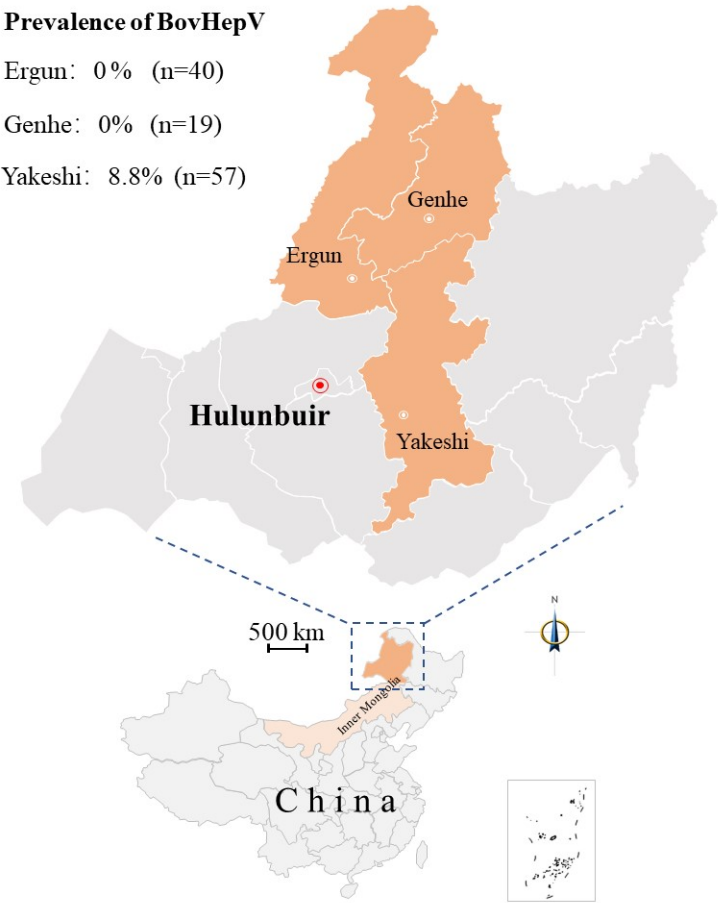 Prevalence of BovHepV
Ergun: 0% (n=40)
Genhe: 0% (n=19)
Yakeshi: 8.8% (n=57)
Genhe
Ergun
Hulunbuir
Yakeshi
N
500 km
Inner Mongolia
China